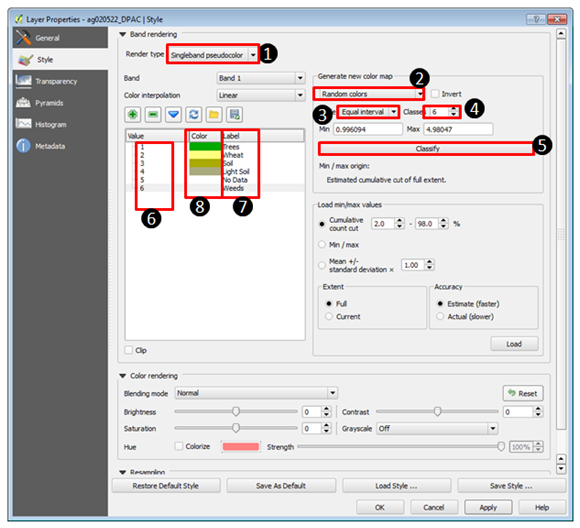 Layer Properties - ag020522_DPAC | Style
General
Style
Transparency
Pyramids
Histogram
Metadata
Band rendering
Render type Singleband pseudocolor 1
Band Band 1
Color interpolation Linear
Value Color Label
1 Trees
2 Wheat
3 Soil
4 Light Soil
5 No Data
6 Weeds
6 8 7
Clip
Generate new color map
2
Random colors Invert
3 Equal interval Classes 6 4
Min 0.996094 Max 4.98047
Classify 5
Min / max origin:
Estimated cumulative cut of full extent.
Load min/max values
Cumulative count cut 2.0 - 98.0 %
Min / max
Mean +/-
standard deviation × 1.00
Extent Accuracy
Full Estimate (faster)
Current Actual (slower)
Load
Color rendering
Blending mode Normal Reset
Brightness 0 Contrast 0
Saturation 0 Grayscale Off
Hue Colorize Strength 100%
Resampling
Restore Default Style Save As Default Load Style ... Save Style ...
OK Cancel Apply Help